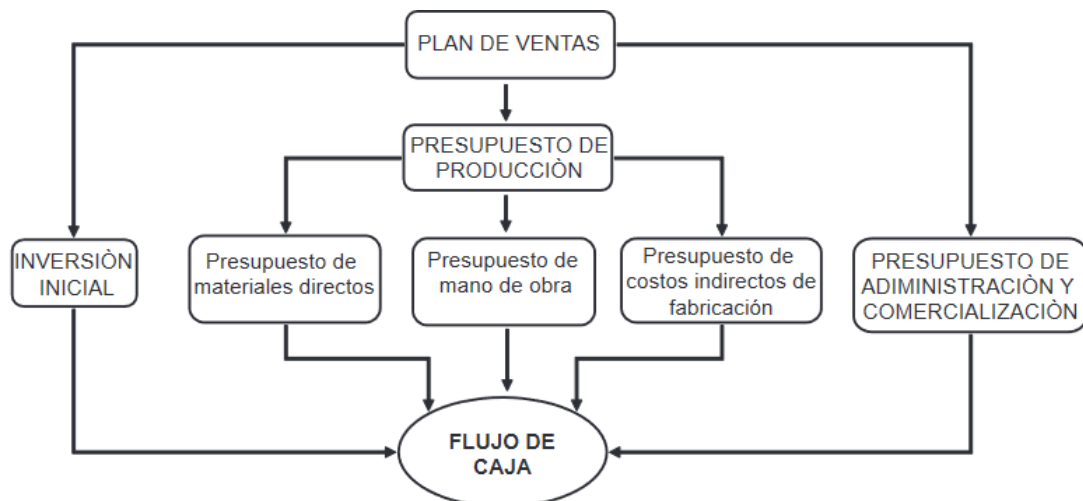 PLAN DE VENTAS
PRESUPUESTO DE
PRODUCCIÒN
INVERSIÒN
INICIAL
Presupuesto de
materiales directos
Presupuesto de
mano de obra
Presupuesto de
costos indirectos de
fabricación
PRESUPUESTO DE
ADIMINISTRACIÒN Y
COMERCIALIZACIÒN
FLUJO DE
CAJA